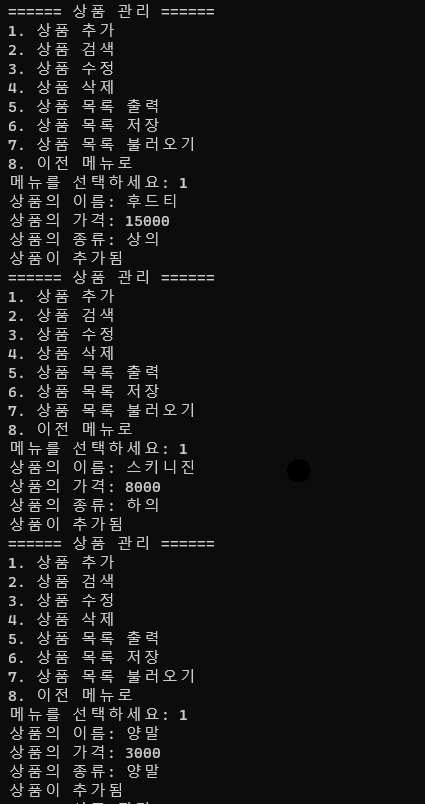 ====== 상품 관리 ======
1. 상품 추가
2. 상품 검색
3. 상품 수정
4. 상품 삭제
5. 상품 목록 출력
6. 상품 목록 저장
7. 상품 목록 불러오기
8. 이전 메뉴로
메뉴를 선택하세요: 1
상품의 이름: 후드티
상품의 가격: 15000
상품의 종류: 상의
상품이 추가됨
====== 상품 관리 ======
1. 상품 추가
2. 상품 검색
3. 상품 수정
4. 상품 삭제
5. 상품 목록 출력
6. 상품 목록 저장
7. 상품 목록 불러오기
8. 이전 메뉴로
메뉴를 선택하세요: 1
상품의 이름: 스키니진
상품의 가격: 8000
상품의 종류: 하의
상품이 추가됨
====== 상품 관리 ======
1. 상품 추가
2. 상품 검색
3. 상품 수정
4. 상품 삭제
5. 상품 목록 출력
6. 상품 목록 저장
7. 상품 목록 불러오기
8. 이전 메뉴로
메뉴를 선택하세요: 1
상품의 이름: 양말
상품의 가격: 3000
상품의 종류: 양말
상품이 추가됨